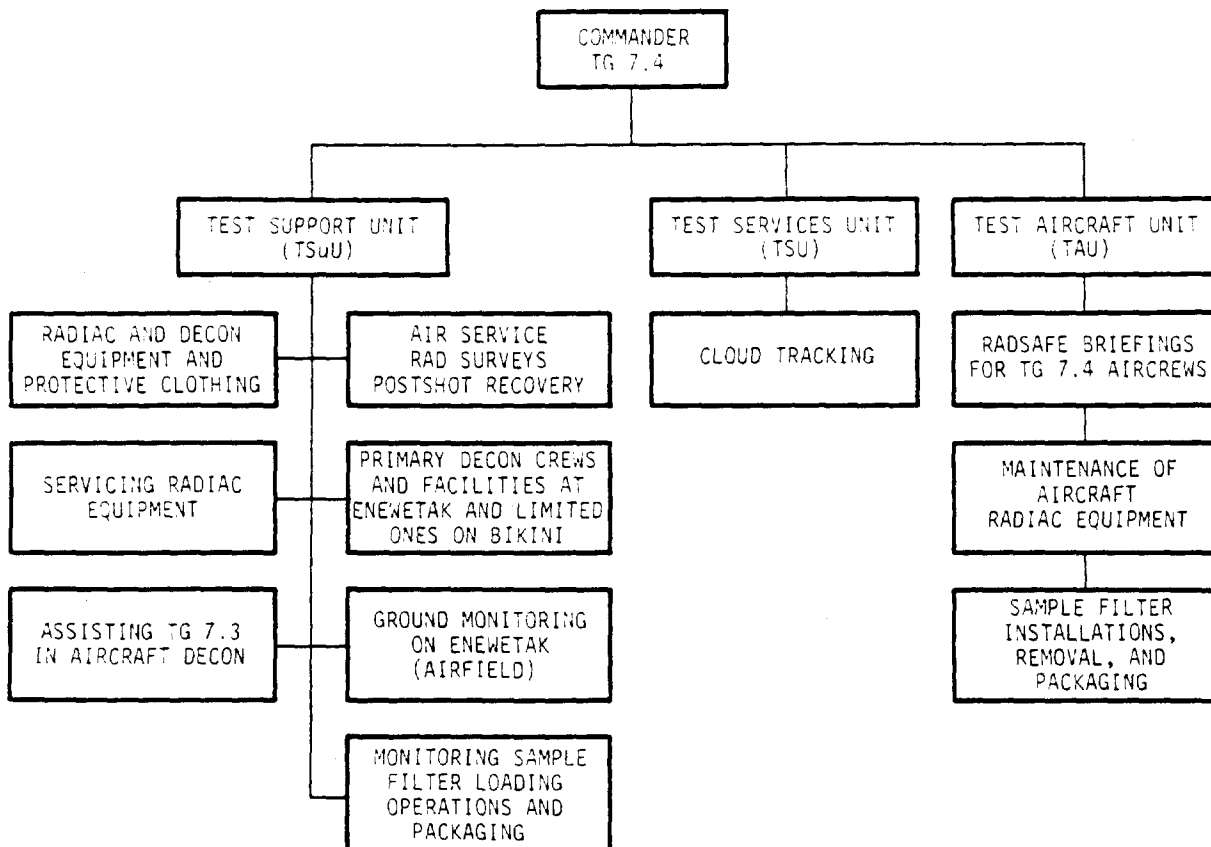 COMMANDER
TG 7.4
TEST SUPPORT UNIT
(TSuU)
TEST SERVICES UNIT
(TSU)
TEST AIRCRAFT UNIT
(TAU)
RADIAC AND DECON
EQUIPMENT AND
PROTECTIVE CLOTHING
AIR SERVICE
RAD SURVEYS
POSTSHOT RECOVERY
CLOUD TRACKING
RADSAFE BRIEFINGS
FOR TG 7.4 AIRCREWS
SERVICING RADIAC
EQUIPMENT
PRIMARY DECON CREWS
AND FACILITIES AT
ENEWETAK AND LIMITED
ONES ON BIKINI
MAINTENANCE OF
AIRCRAFT
RADIAC EQUIPMENT
ASSISTING TG 7.3
IN AIRCRAFT DECON
GROUND MONITORING
ON ENEWETAK
(AIRFIELD)
SAMPLE FILTER
INSTALLATIONS,
REMOVAL, AND
PACKAGING
MONITORING SAMPLE
FILTER LOADING
OPERATIONS AND
PACKAGING